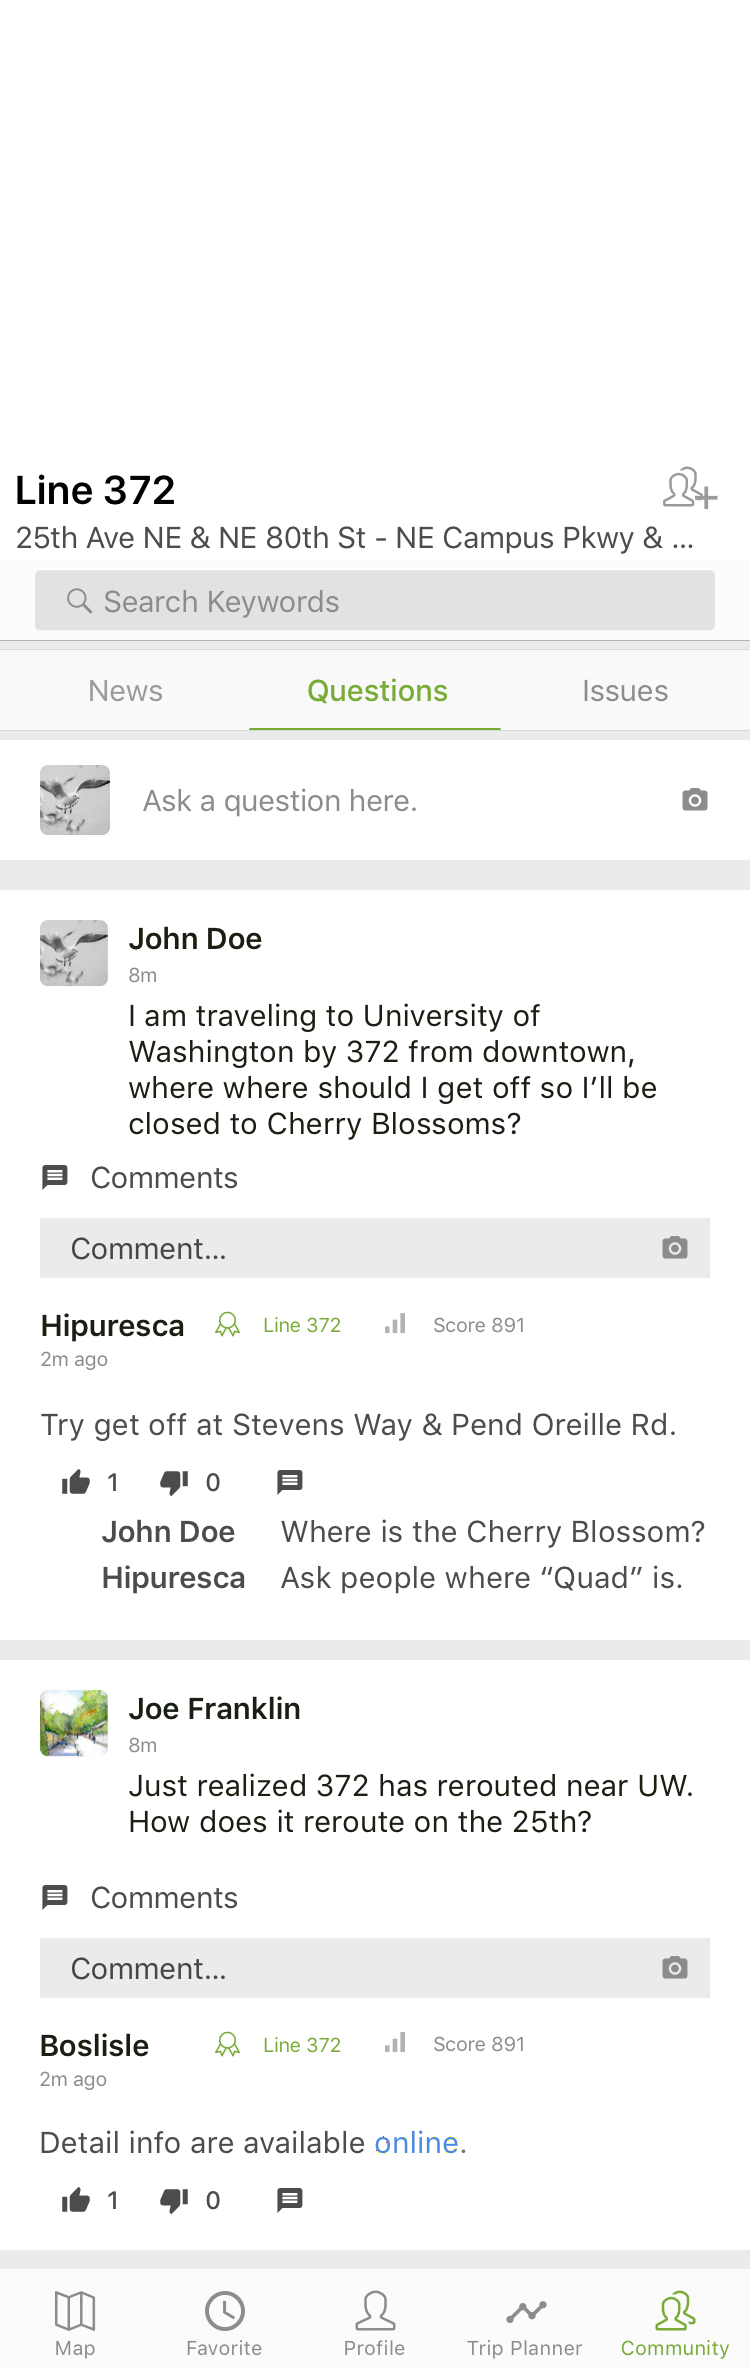 Line 372
25th Ave NE & NE 80th St - NE Campus Pkwy & ...
Search Keywords
News Questions Issues
Ask a question here.
John Doe
8m
I am traveling to University of
Washington by 372 from downtown,
where where should I get off so I’ll be
closed to Cherry Blossoms?
Comments
Comment...
Hipuresca Line 372 Score 891
2m ago
Try get off at Stevens Way & Pend Oreille Rd.
1 0
John Doe Where is the Cherry Blossom?
Hipuresca Ask people where “Quad” is.
Joe Franklin
8m
Just realized 372 has rerouted near UW.
How does it reroute on the 25th?
Comments
Comment...
Boslisle Line 372 Score 891
2m ago
Detail info are available online.
1 0
Map Favorite Profile Trip Planner Community